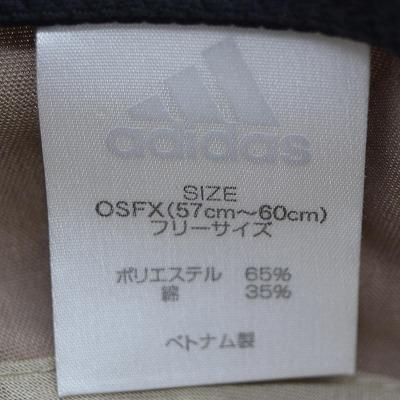 adidas
SIZE
OSFX(57cm～60cm)
フリーサイズ
ポリエステル 65%
綿 35%
ベトナム製